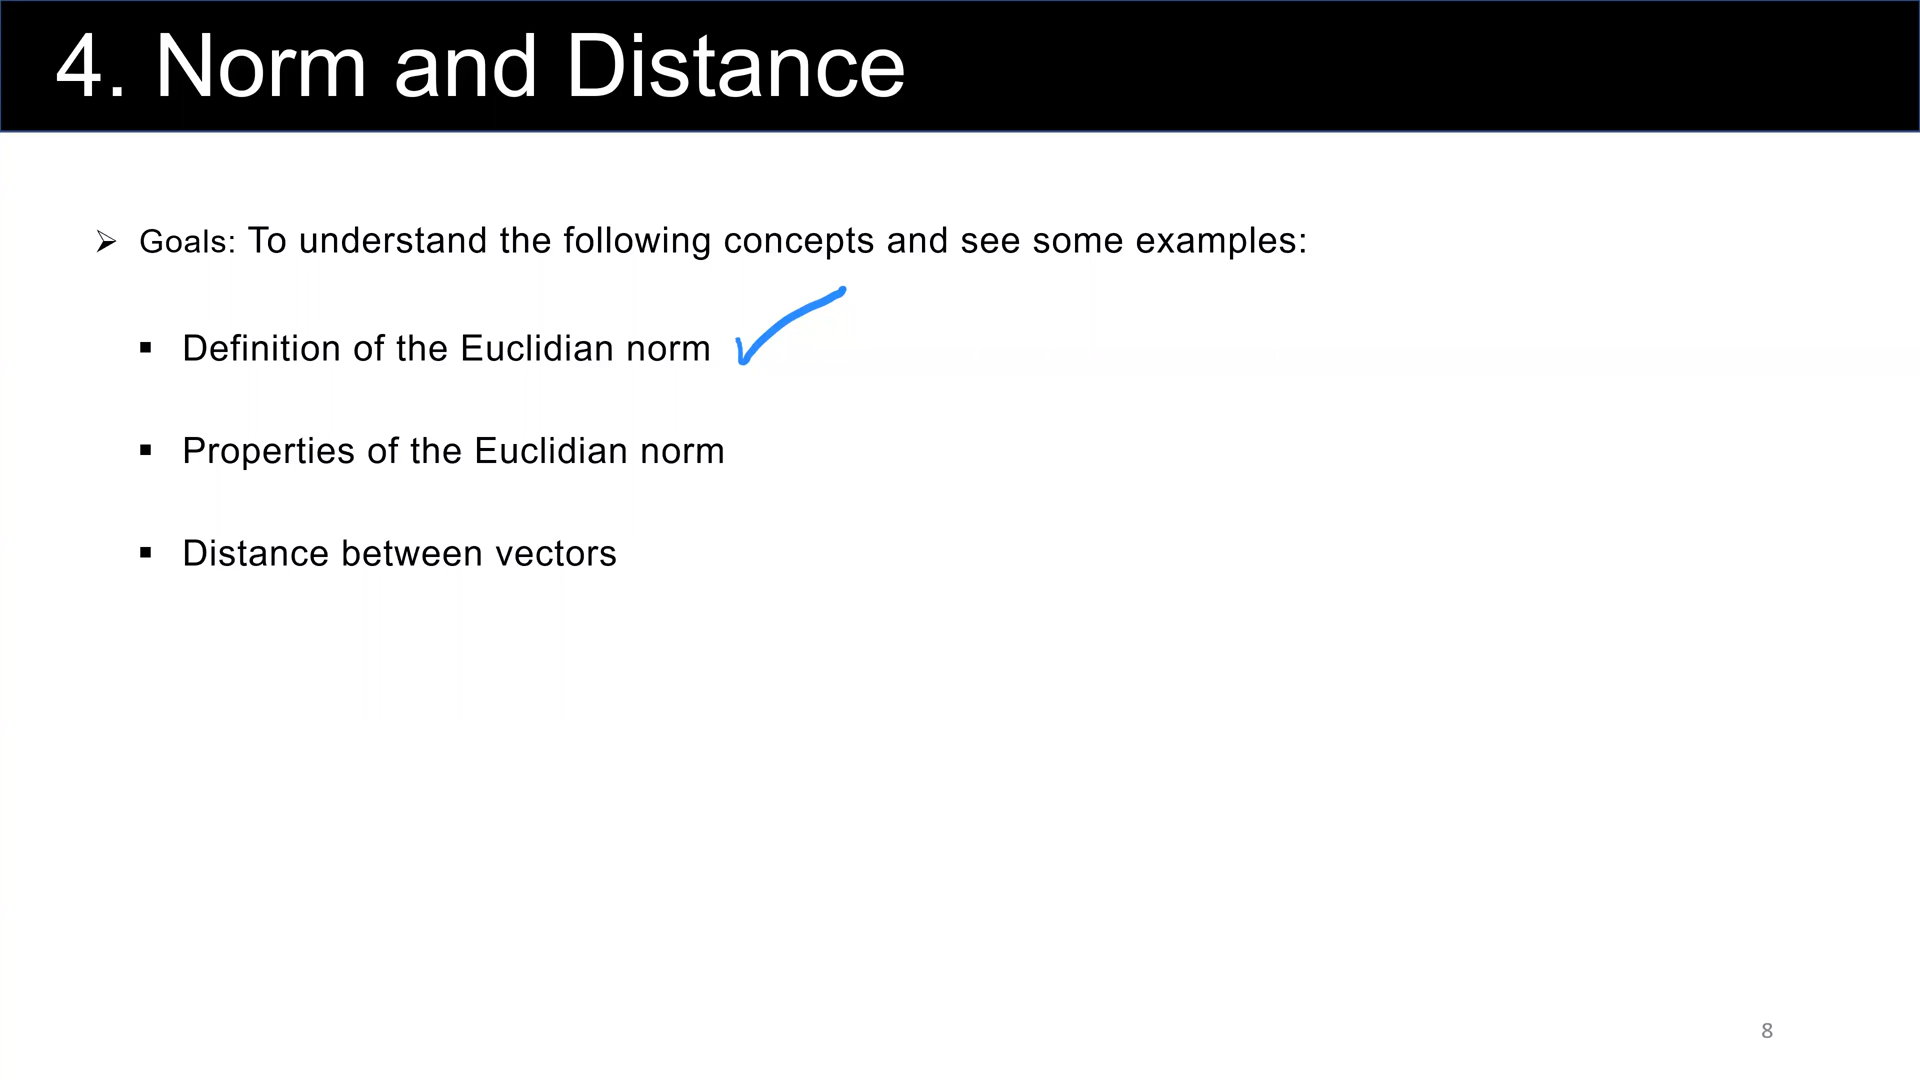 4. Norm and Distance
➢ Goals: To understand the following concepts and see some examples:
▪ Definition of the Euclidian norm
▪ Properties of the Euclidian norm
▪ Distance between vectors
8